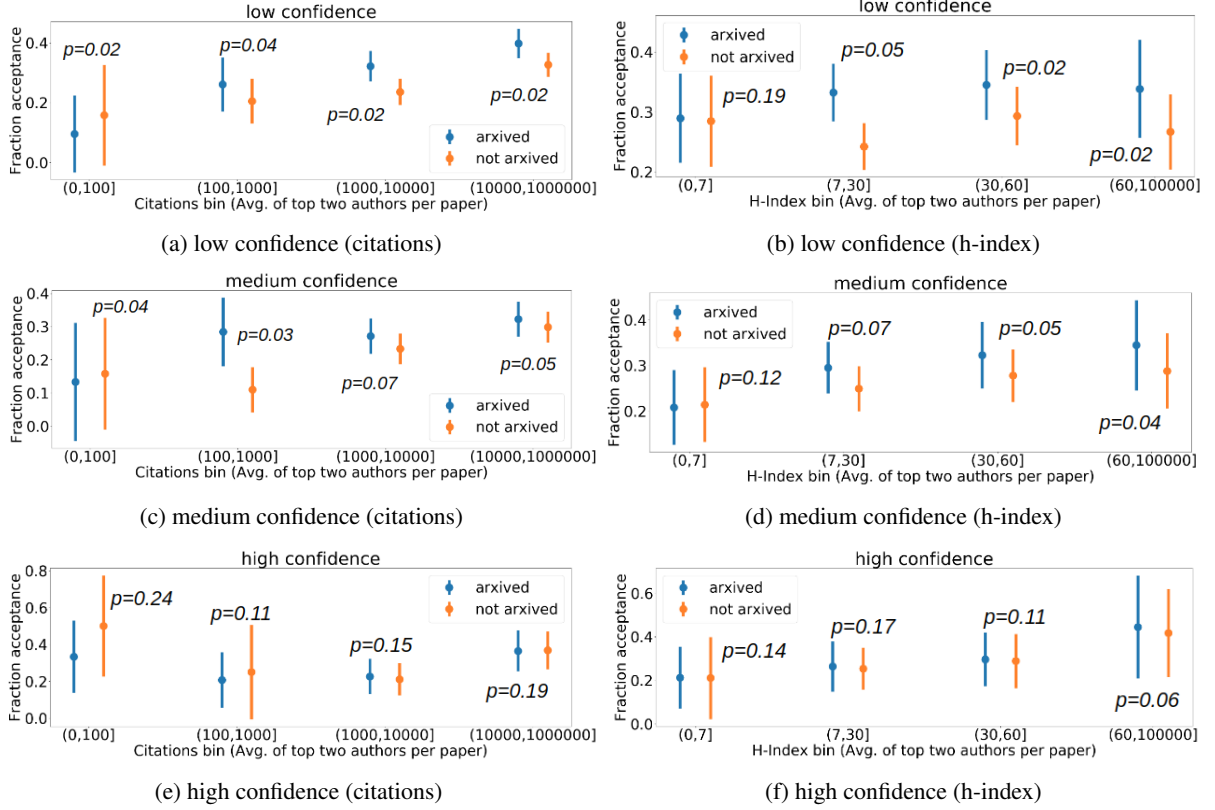 low confidence
Fraction acceptance
0.4
0.2
0.0
p=0.02
p=0.04
p=0.02
p=0.02
arxived
not arxived
(0,100]
(100,1000]
(1000,10000]
(10000,1000000]
Citations bin (Avg. of top two authors per paper)
(a) low confidence (citations)
low confidence
Fraction acceptance
0.4
0.3
0.2
arxived
not arxived
p=0.19
p=0.05
p=0.02
p=0.02
(0,7]
(7,30]
(30,60]
(60,100000]
H-Index bin (Avg. of top two authors per paper)
(b) low confidence (h-index)
medium confidence
Fraction acceptance
0.4
0.3
0.2
0.1
0.0
p=0.04
p=0.03
p=0.07
p=0.05
arxived
not arxived
(0,100]
(100,1000]
(1000,10000]
(10000,1000000]
Citations bin (Avg. of top two authors per paper)
(c) medium confidence (citations)
medium confidence
Fraction acceptance
0.4
0.3
0.2
arxived
not arxived
p=0.12
p=0.07
p=0.05
p=0.04
(0,7]
(7,30]
(30,60]
(60,100000]
H-Index bin (Avg. of top two authors per paper)
(d) medium confidence (h-index)
high confidence
Fraction acceptance
0.8
0.6
0.4
0.2
0.0
p=0.24
p=0.11
p=0.15
p=0.19
arxived
not arxived
(0,100]
(100,1000]
(1000,10000]
(10000,1000000]
Citations bin (Avg. of top two authors per paper)
(e) high confidence (citations)
high confidence
Fraction acceptance
0.6
0.4
0.2
0.0
arxived
not arxived
p=0.14
p=0.17
p=0.11
p=0.06
(0,7]
(7,30]
(30,60]
(60,100000]
H-Index bin (Avg. of top two authors per paper)
(f) high confidence (h-index)